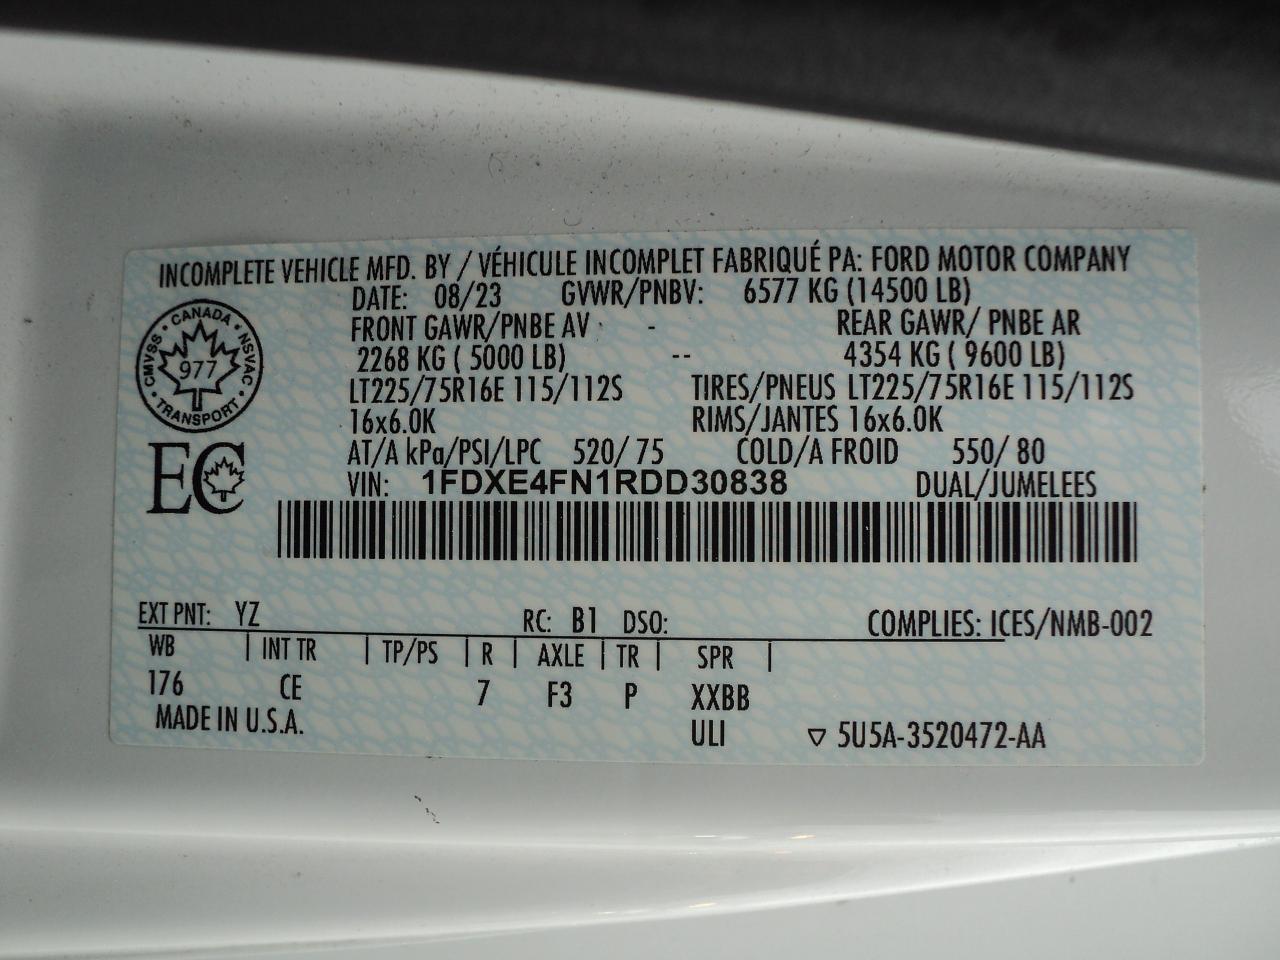 INCOMPLETE VEHICLE MFD. BY / VÉHICULE INCOMPLET FABRIQUÉ PA: FORD MOTOR COMPANY
DATE: 08/23 GVWR/PNBV: 6577 KG (14500 LB)
FRONT GAWR/PNBE AV - REAR GAWR/ PNBE AR
2268 KG ( 5000 LB) -- 4354 KG ( 9600 LB)
LT225/75R16E 115/112S TIRES/PNEUS LT225/75R16E 115/112S
16x6.0K RIMS/JANTES 16x6.0K
AT/A kPa/PSI/LPC 520/ 75 COLD/A FROID 550/ 80
VIN: 1FDXE4FN1RDD30838 DUAL/JUMELEES
CANADA
CMVSS 977 NSVAC
TRANSPORT
EC
EXT PNT: YZ RC: B1 DSO: COMPLIES: ICES/NMB-002
WB | INT TR | TP/PS | R | AXLE | TR | SPR |
176 CE 7 F3 P XXBB
MADE IN U.S.A. ULI ▽ 5U5A-3520472-AA